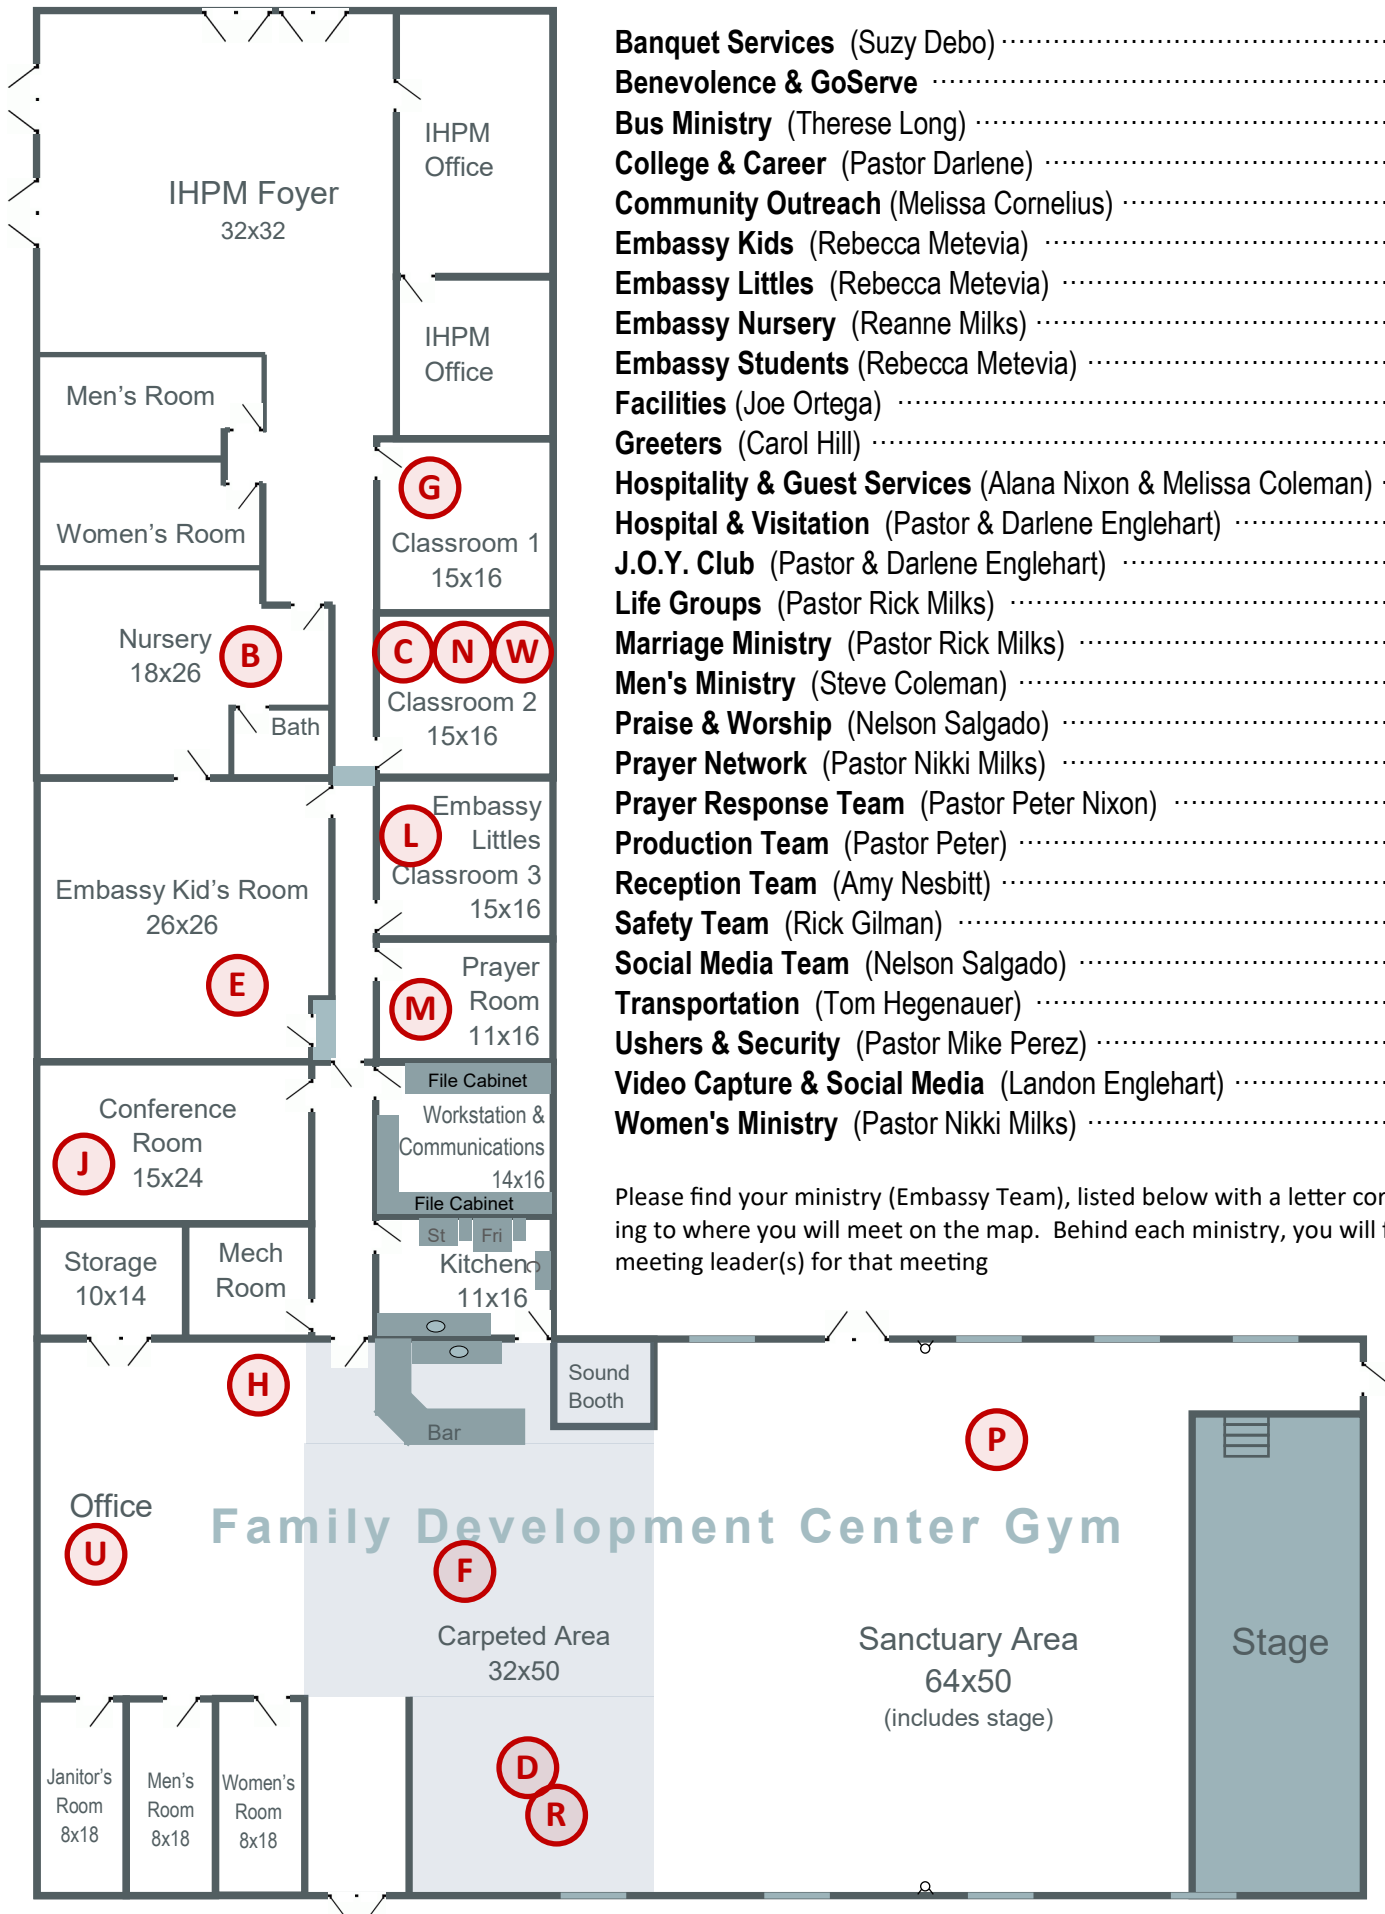 Banquet Services (Suzy Debo)
Benevolence & GoServe
Bus Ministry (Therese Long)
College & Career (Pastor Darlene)
Community Outreach (Melissa Cornelius)
Embassy Kids (Rebecca Metevia)
Embassy Littles (Rebecca Metevia)
Embassy Nursery (Reanne Milks)
Embassy Students (Rebecca Metevia)
Facilities (Joe Ortega)
Greeters (Carol Hill)
Hospitality & Guest Services (Alana Nixon & Melissa Coleman)
Hospital & Visitation (Pastor & Darlene Englehart)
J.O.Y. Club (Pastor & Darlene Englehart)
Life Groups (Pastor Rick Milks)
Marriage Ministry (Pastor Rick Milks)
Men's Ministry (Steve Coleman)
Praise & Worship (Nelson Salgado)
Prayer Network (Pastor Nikki Milks)
Prayer Response Team (Pastor Peter Nixon)
Production Team (Pastor Peter)
Reception Team (Amy Nesbitt)
Safety Team (Rick Gilman)
Social Media Team (Nelson Salgado)
Transportation (Tom Hegenauer)
Ushers & Security (Pastor Mike Perez)
Video Capture & Social Media (Landon Englehart)
Women's Ministry (Pastor Nikki Milks)
Please find your ministry (Embassy Team), listed below with a letter cor
ing to where you will meet on the map. Behind each ministry, you will f
meeting leader(s) for that meeting
IHPM
Office
IHPM Foyer
32x32
IHPM
Office
Men's Room
Women's Room
G
Classroom 1
15x16
Nursery
18x26
B
Bath
C N W
Classroom 2
15x16
L
Embassy
Littles
Classroom 3
15x16
Embassy Kid's Room
26x26
E
M
Prayer
Room
11x16
Conference
Room
15x24
J
File Cabinet
Workstation &
Communications
14x16
File Cabinet
St
Fri
Kitchen
11x16
Storage
10x14
Mech
Room
H
Sound
Booth
Bar
P
Office
U
Family Development Center Gym
F
Carpeted Area
32x50
Sanctuary Area
64x50
(includes stage)
Stage
D
R
Janitor's
Room
8x18
Men's
Room
8x18
Women's
Room
8x18